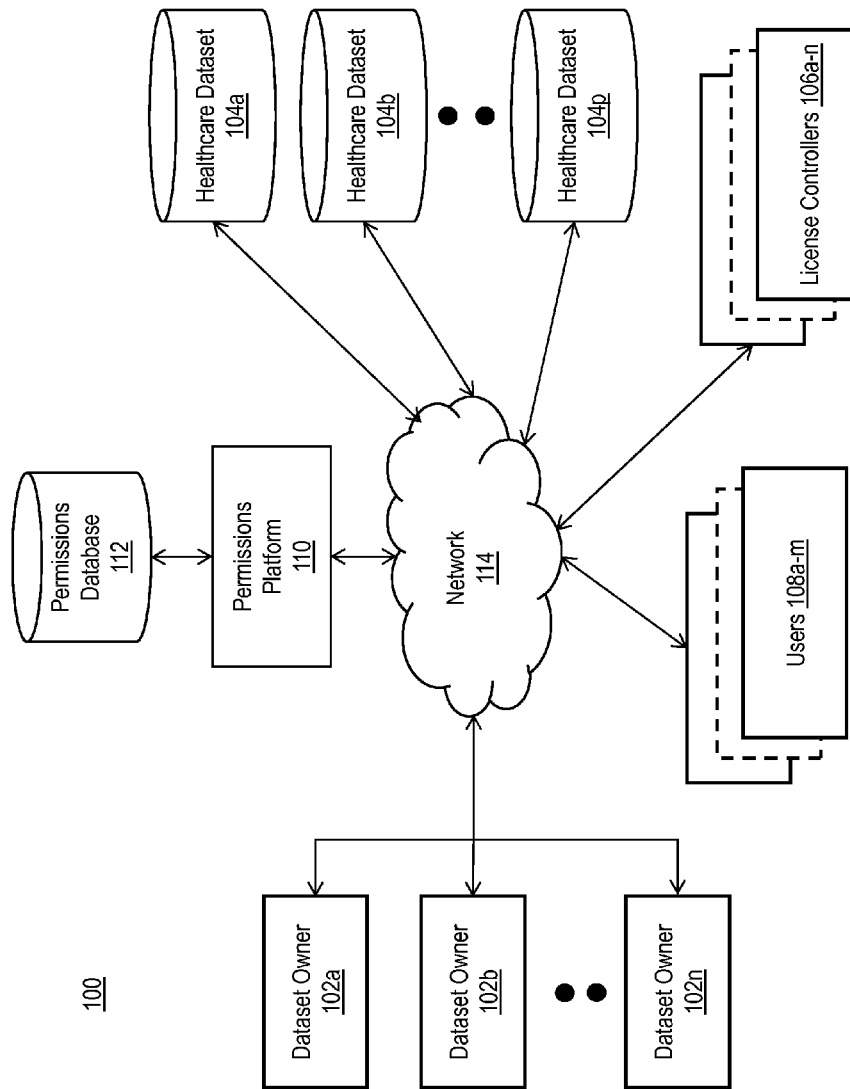 100
Permissions
Database
112
Permissions
Platform
110
Healthcare Dataset
104a
Healthcare Dataset
104b
Healthcare Dataset
104p
Network
114
Dataset Owner
102a
Dataset Owner
102b
Dataset Owner
102n
Users 108a-m
License Controllers 106a-n